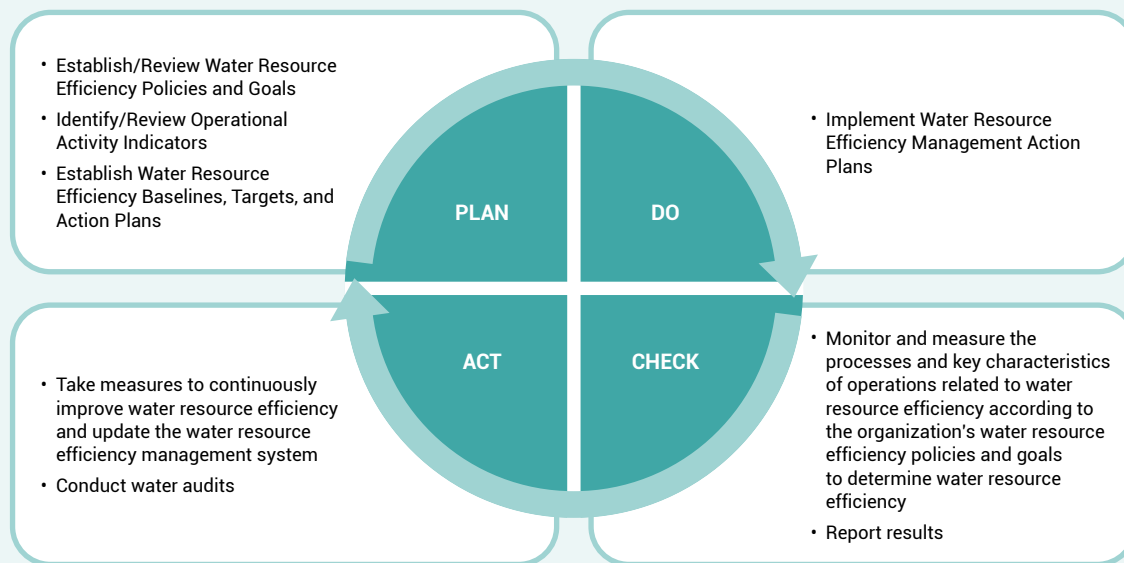 • Establish/Review Water Resource
Efficiency Policies and Goals
• Identify/Review Operational
Activity Indicators
• Establish Water Resource
Efficiency Baselines, Targets, and
Action Plans
PLAN
DO
• Implement Water Resource
Efficiency Management Action
Plans
• Take measures to continuously
improve water resource efficiency
and update the water resource
efficiency management system
• Conduct water audits
ACT
CHECK
• Monitor and measure the
processes and key characteristics
of operations related to water
resource efficiency according to
the organization's water resource
efficiency policies and goals
to determine water resource
efficiency
• Report results